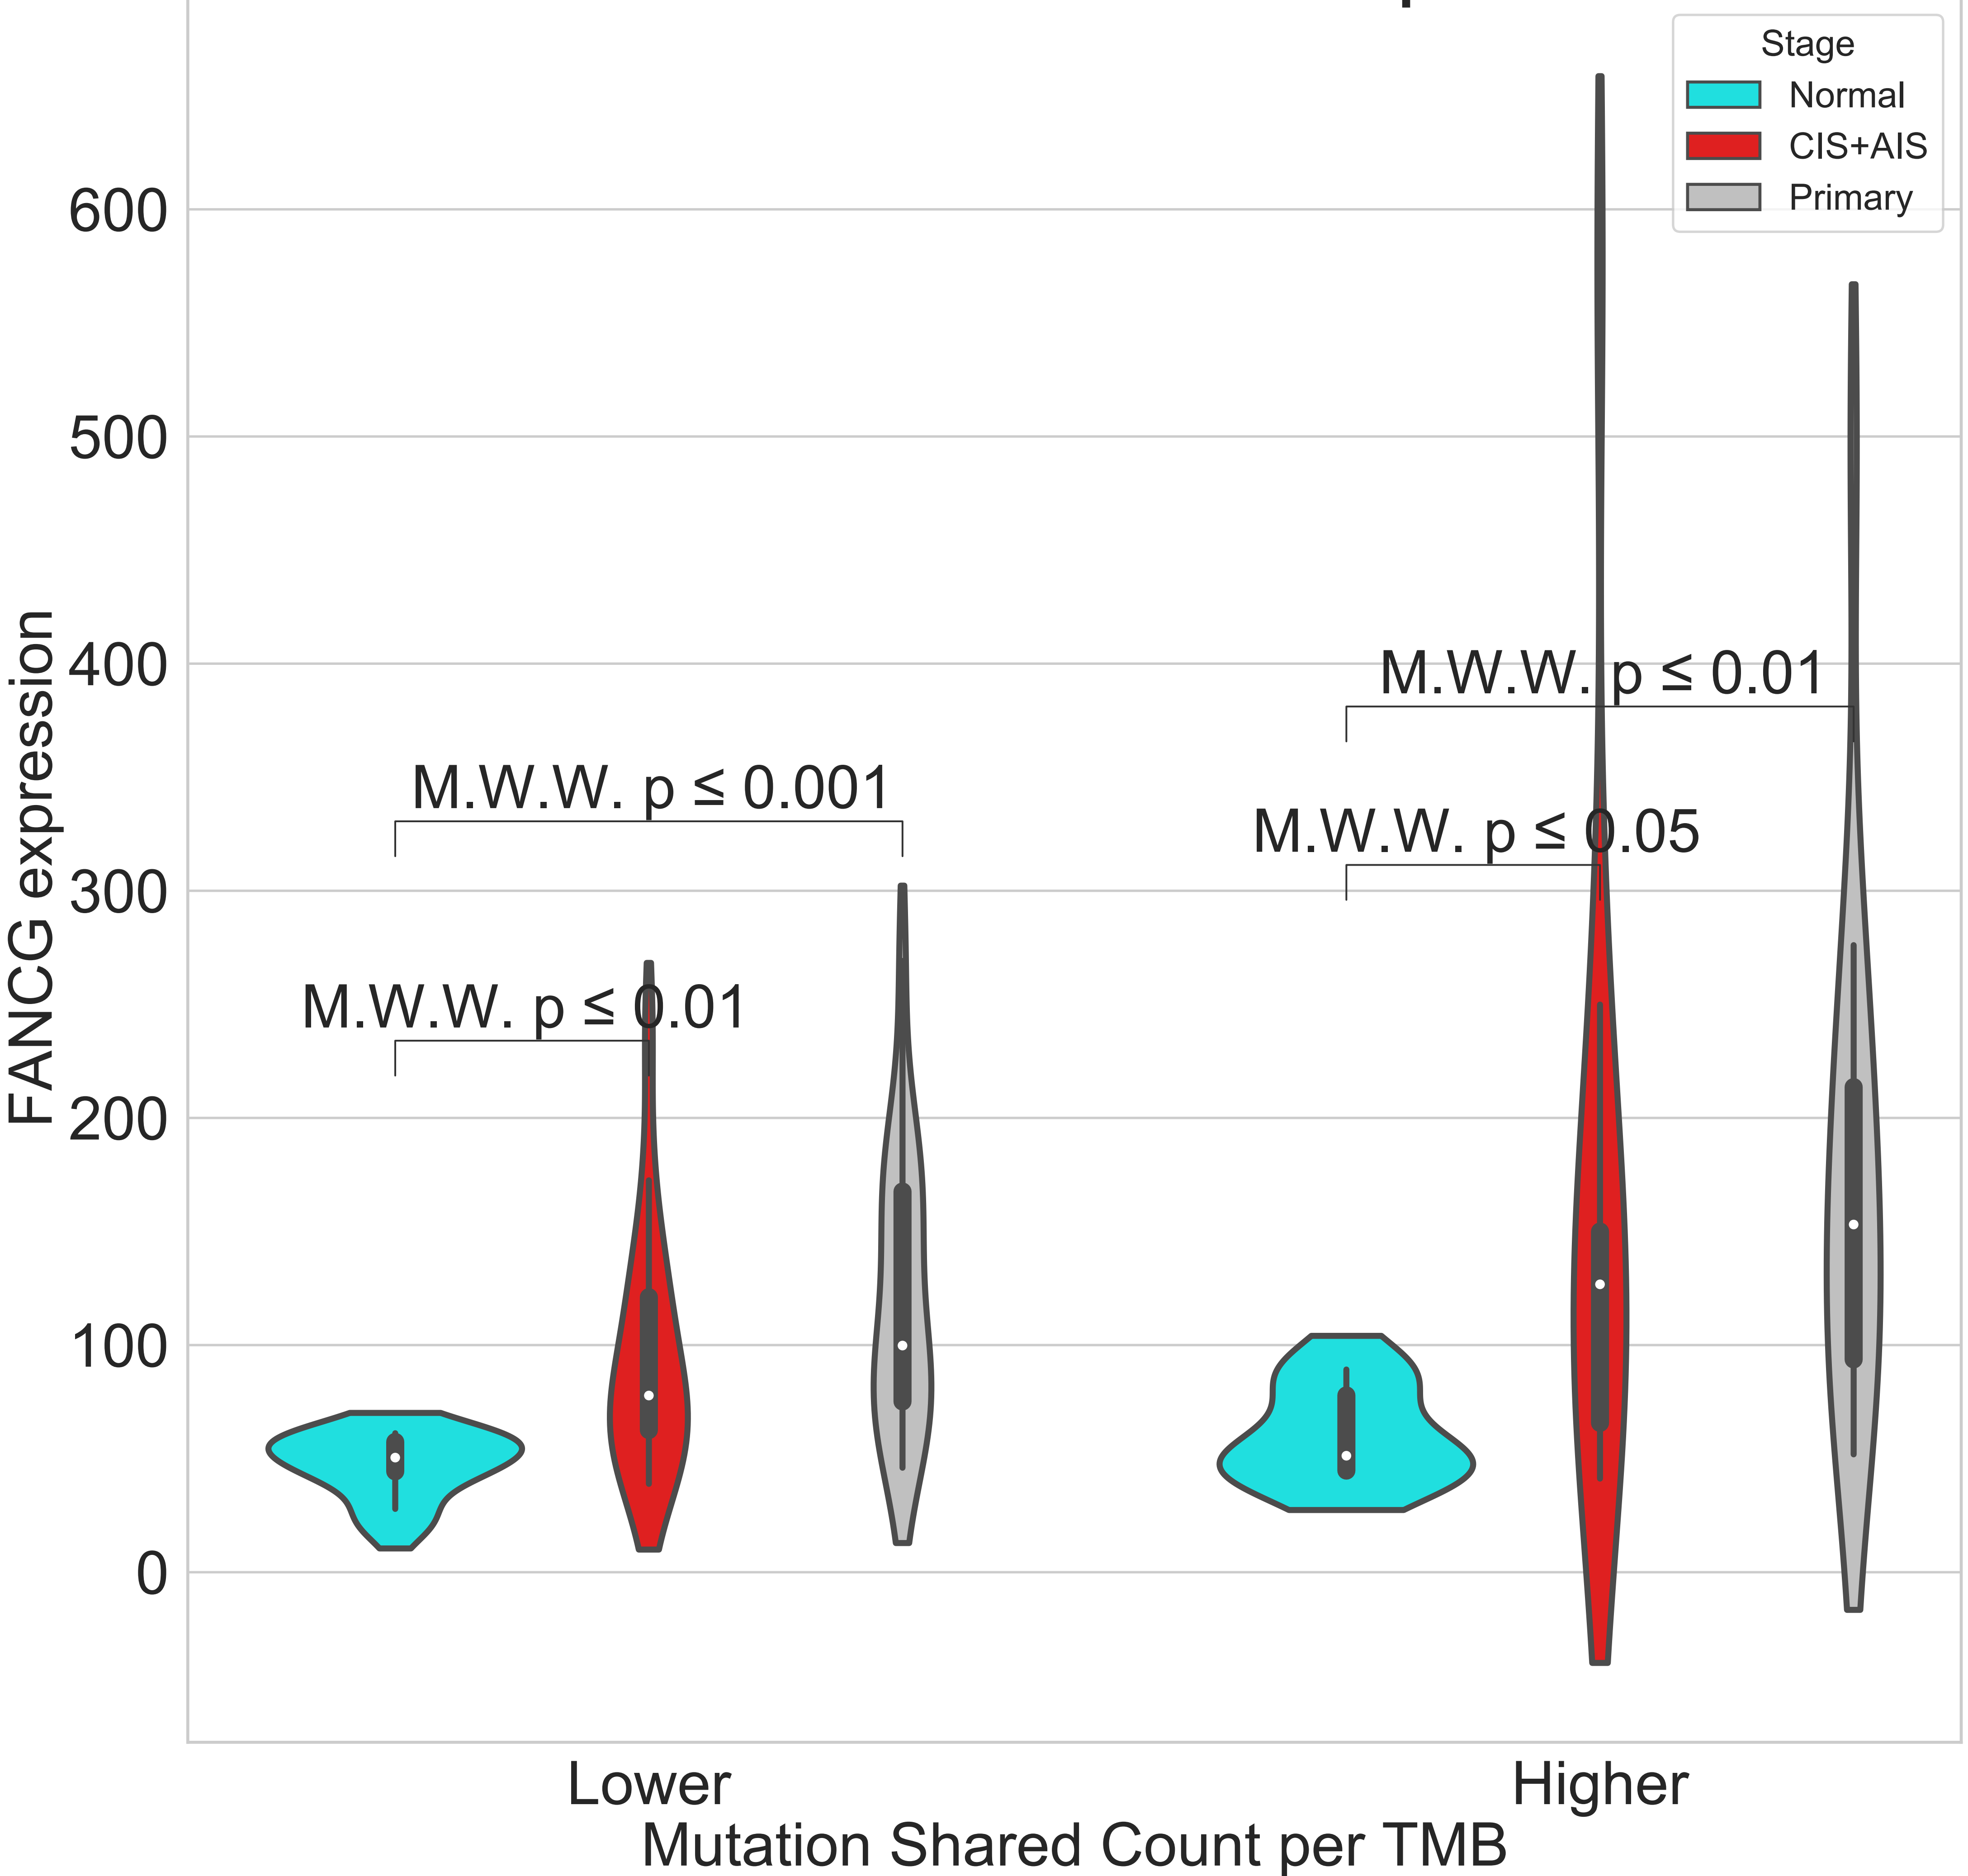 Stage
Normal
CIS+AIS
Primary
600
500
400
300
200
100
0
FANCG expression
M.W.W. p ≤ 0.01
M.W.W. p ≤ 0.001
M.W.W. p ≤ 0.05
M.W.W. p ≤ 0.01
Lower
Higher
Mutation Shared Count per TMB